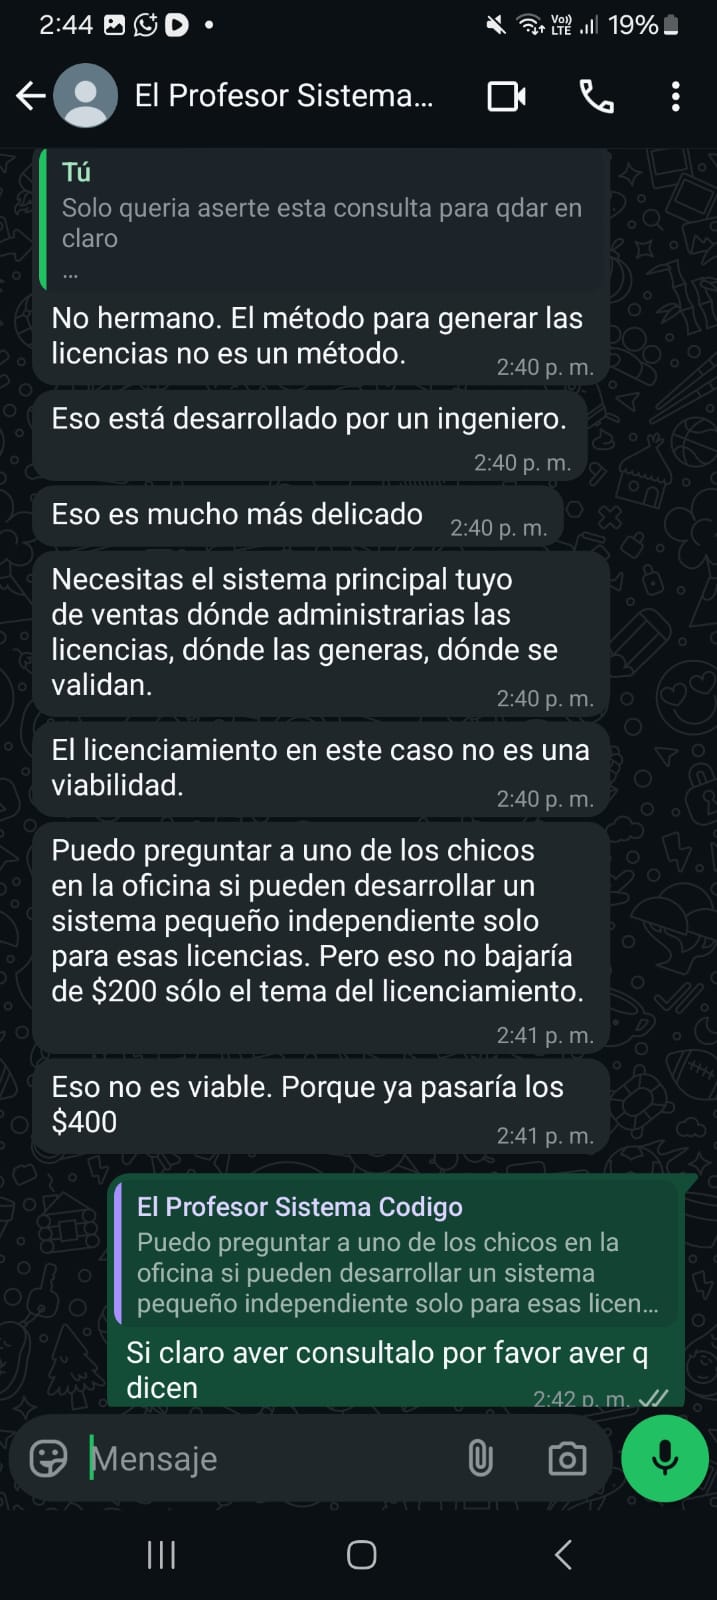 2:44
Vo))
LTE
19%
El Profesor Sistema...
Tú
Solo queria aserte esta consulta para qdar en
claro
...
No hermano. El método para generar las
licencias no es un método.
2:40 p. m.
Eso está desarrollado por un ingeniero.
2:40 p. m.
Eso es mucho más delicado
2:40 p. m.
Necesitas el sistema principal tuyo
de ventas dónde administrarias las
licencias, dónde las generas, dónde se
validan.
2:40 p. m.
El licenciamiento en este caso no es una
viabilidad.
2:40 p. m.
Puedo preguntar a uno de los chicos
en la oficina si pueden desarrollar un
sistema pequeño independiente solo
para esas licencias. Pero eso no bajaría
de $200 sólo el tema del licenciamiento.
2:41 p. m.
Eso no es viable. Porque ya pasaría los
$400
2:41 p. m.
El Profesor Sistema Codigo
Puedo preguntar a uno de los chicos en la
oficina si pueden desarrollar un sistema
pequeño independiente solo para esas licen...
Si claro aver consultalo por favor aver q
dicen
2:42 p. m.
Mensaje